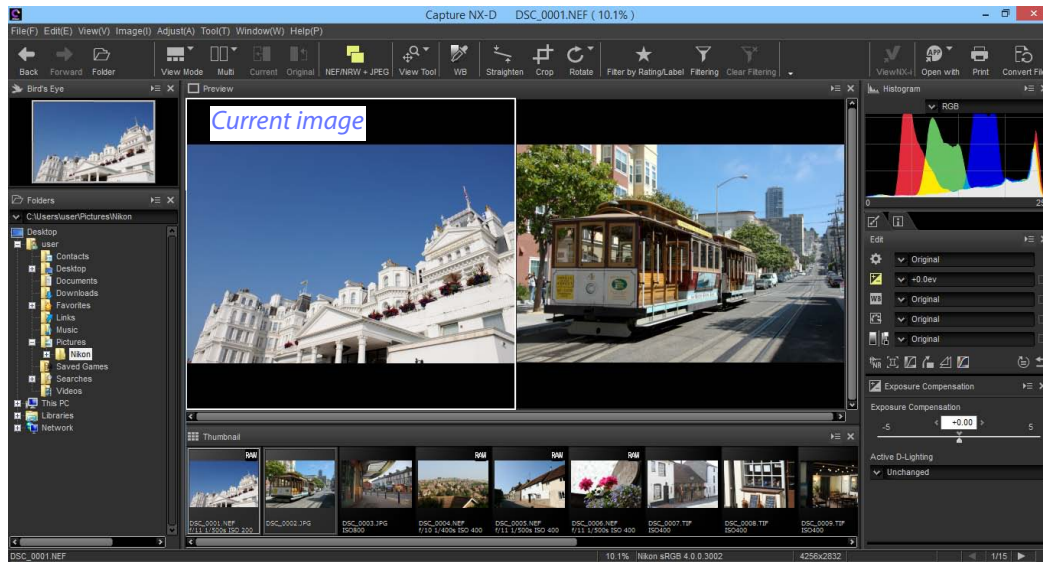 Capture NX-D DSC_0001.NEF ( 10.1% )
File(F) Edit(E) View(V) Image(I) Adjust(A) Tool(T) Window(W) Help(P)
Back Forward Folder View Mode Multi Current Original NEF/NRW + JPEG View Tool WB Straighten Crop Rotate Filter by Rating/Label Filtering Clear Filtering ViewNX-i Open with Print Convert File
Bird's Eye
Preview
Histogram
Current image
RGB
0 25
Folders
C:\Users\user\Pictures\Nikon
Desktop
user
Contacts
Desktop
Documents
Downloads
Favorites
Links
Music
Pictures
Nikon
Saved Games
Searches
Videos
This PC
Libraries
Network
Edit
Original
+0.0ev
WB Original
Original
Original
NR
Exposure Compensation
Exposure Compensation
-5 +0.00 5
Active D-Lighting
Unchanged
Thumbnail
RAW RAW RAW RAW
DSC_0001.NEF DSC_0002.JPG DSC_0003.JPG DSC_0004.NEF DSC_0005.NEF DSC_0006.NEF DSC_0007.TIF DSC_0008.TIF DSC_0009.TIF
f/11 1/500s ISO 200 ISO800 f/10 1/400s ISO 400 f/11 1/500s ISO 400 f/11 1/500s ISO 400 ISO400 ISO400 ISO400
DSC_0001.NEF 10.1% Nikon sRGB 4.0.0.3002 4256x2832 1/15